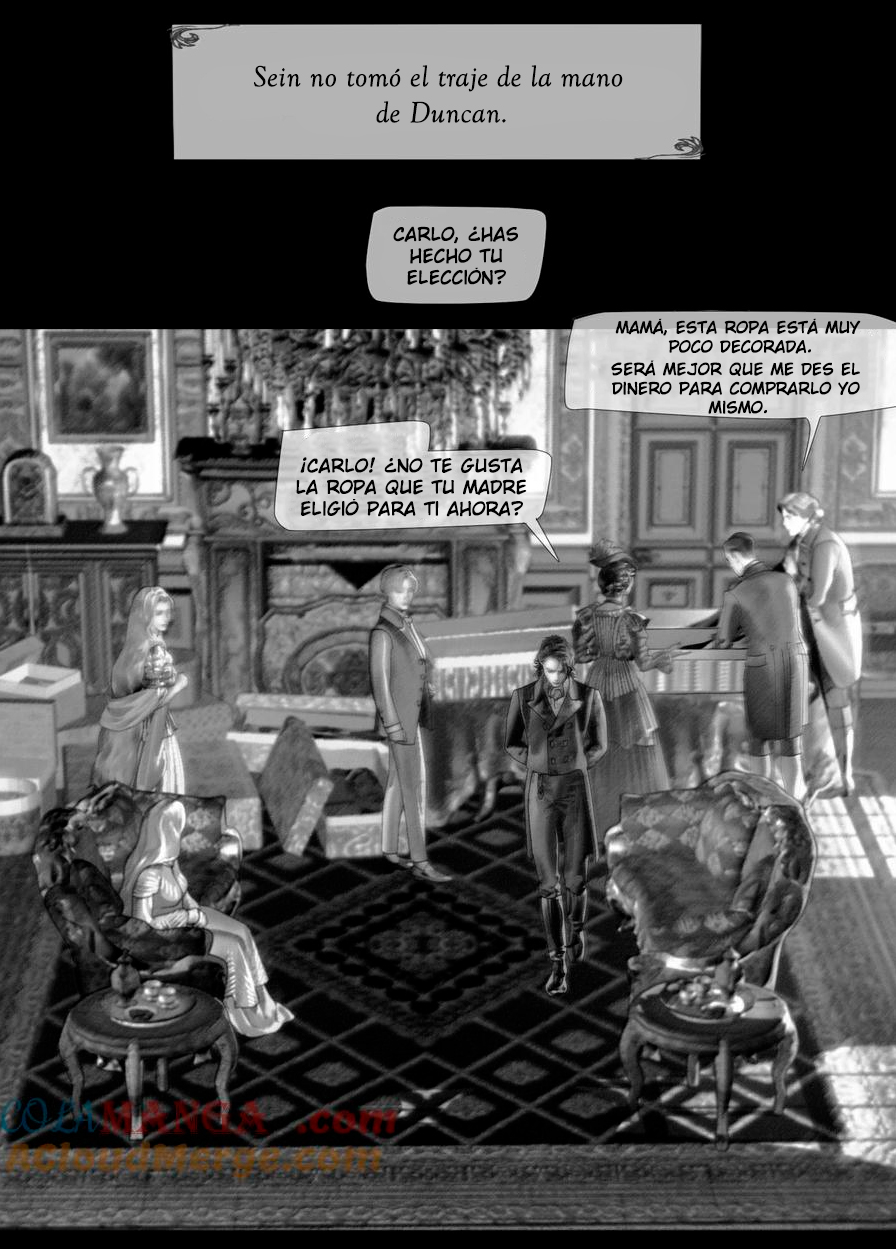 Sein no tomó el traje de la mano
de Duncan.
CARLO, ¿HAS
HECHO TU
ELECCIÓN?
MAMÁ, ESTA ROPA ESTÁ MUY
POCO DECORADA.
SERÁ MEJOR QUE ME DES EL
DINERO PARA COMPRARLO YO
MISMO.
¡CARLO! ¿NO TE GUSTA
LA ROPA QUE TU MADRE
ELIGIÓ PARA TI AHORA?
COLAMANGA .com
ACloudMerge.com